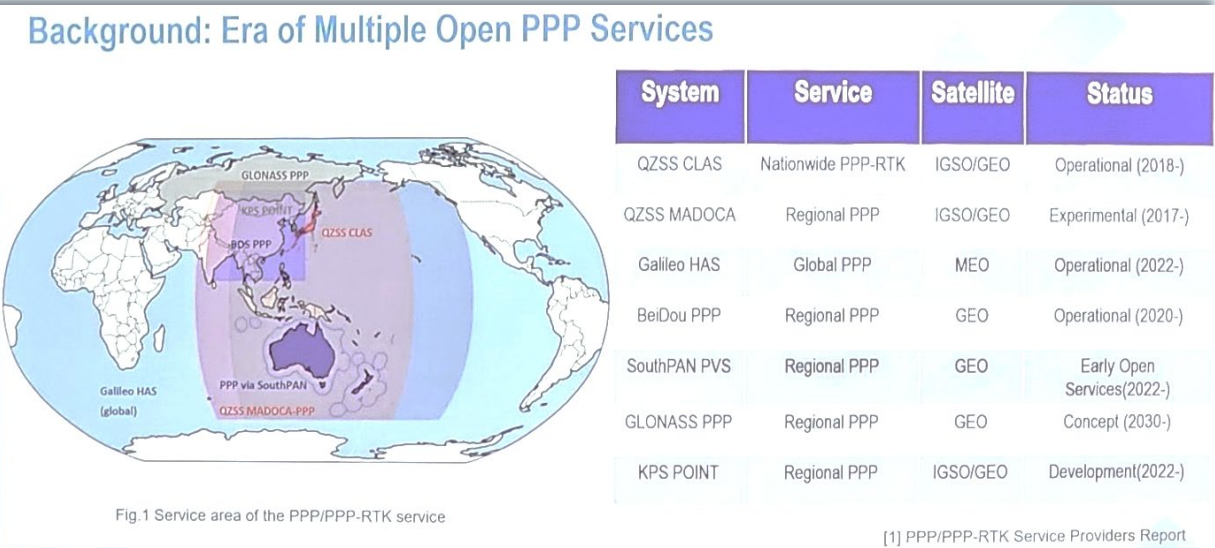 Background: Era of Multiple Open PPP Services
GLONASS PPP
KPS POINT
QZSS CLAS
BDS PPP
Galileo HAS
(global)
PPP via SouthPAN
QZSS MADOCA-PPP
Fig.1 Service area of the PPP/PPP-RTK service
System Service Satellite Status
QZSS CLAS Nationwide PPP-RTK IGSO/GEO Operational (2018-)
QZSS MADOCA Regional PPP IGSO/GEO Experimental (2017-)
Galileo HAS Global PPP MEO Operational (2022-)
BeiDou PPP Regional PPP GEO Operational (2020-)
SouthPAN PVS Regional PPP GEO Early Open
Services(2022-)
GLONASS PPP Regional PPP GEO Concept (2030-)
KPS POINT Regional PPP IGSO/GEO Development(2022-)
[1] PPP/PPP-RTK Service Providers Report